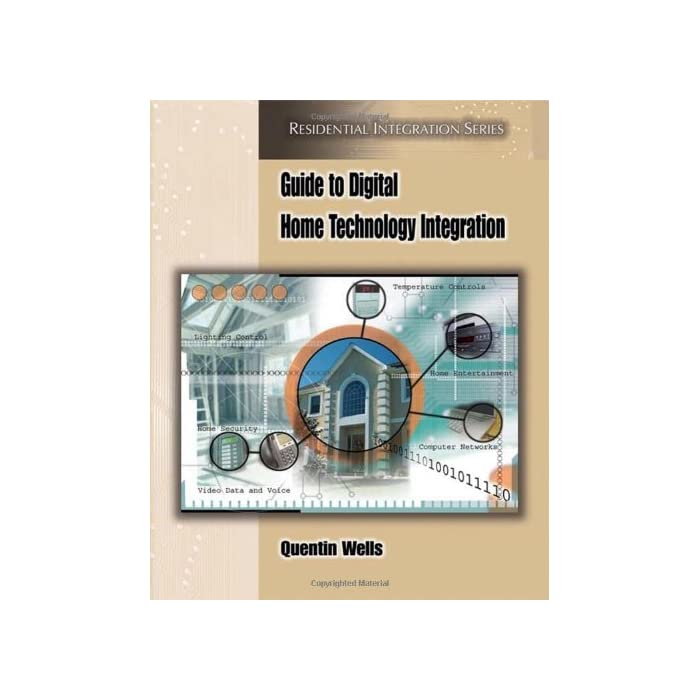 Copyrighted Material
RESIDENTIAL INTEGRATION SERIES
Guide to Digital
Home Technology Integration
Temperature Controls
Lighting Control
Home Entertainment
Home Security
Computer Networks
Video Data and Voice
Quentin Wells
Copyrighted Material